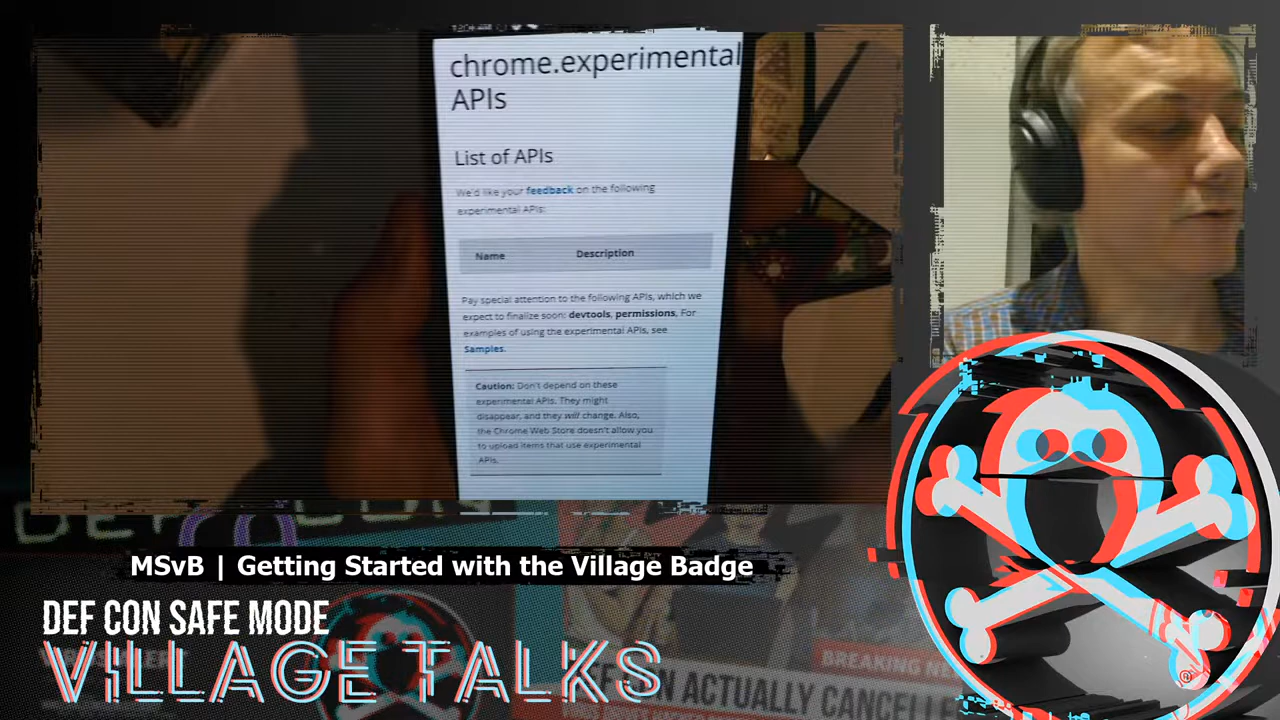 chrome.experimental
APIs
List of APIs
We'd like your feedback on the following
experimental APIs:
Name Description
Pay special attention to the following APIs, which we
expect to finalize soon: devtools, permissions, For
examples of using the experimental APIs, see
Samples.
Caution: Don't depend on these
experimental APIs. They might
disappear, and they will change. Also,
the Chrome Web Store doesn't allow you
to upload items that use experimental
APIs.
MSvB | Getting Started with the Village Badge
DEF CON SAFE MODE
VILLAGE TALKS
DEF CON
BREAKING NE
CON ACTUALLY CANCELLE